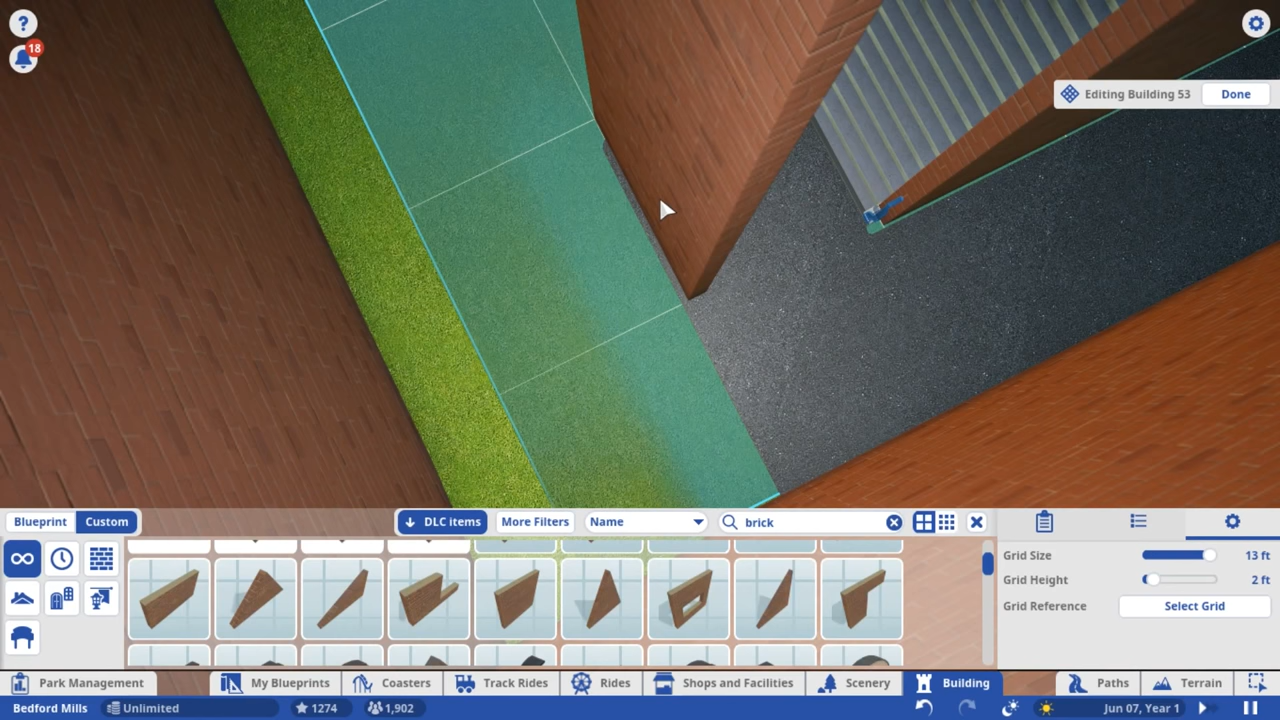 ?
18
Editing Building 53
Done
Blueprint
Custom
DLC items
More Filters
Name
brick
Grid Size
13 ft
Grid Height
2 ft
Grid Reference
Select Grid
Park Management
My Blueprints
Coasters
Track Rides
Rides
Shops and Facilities
Scenery
Building
Paths
Terrain
Bedford Mills
Unlimited
1274
1,902
Jun 07, Year 1